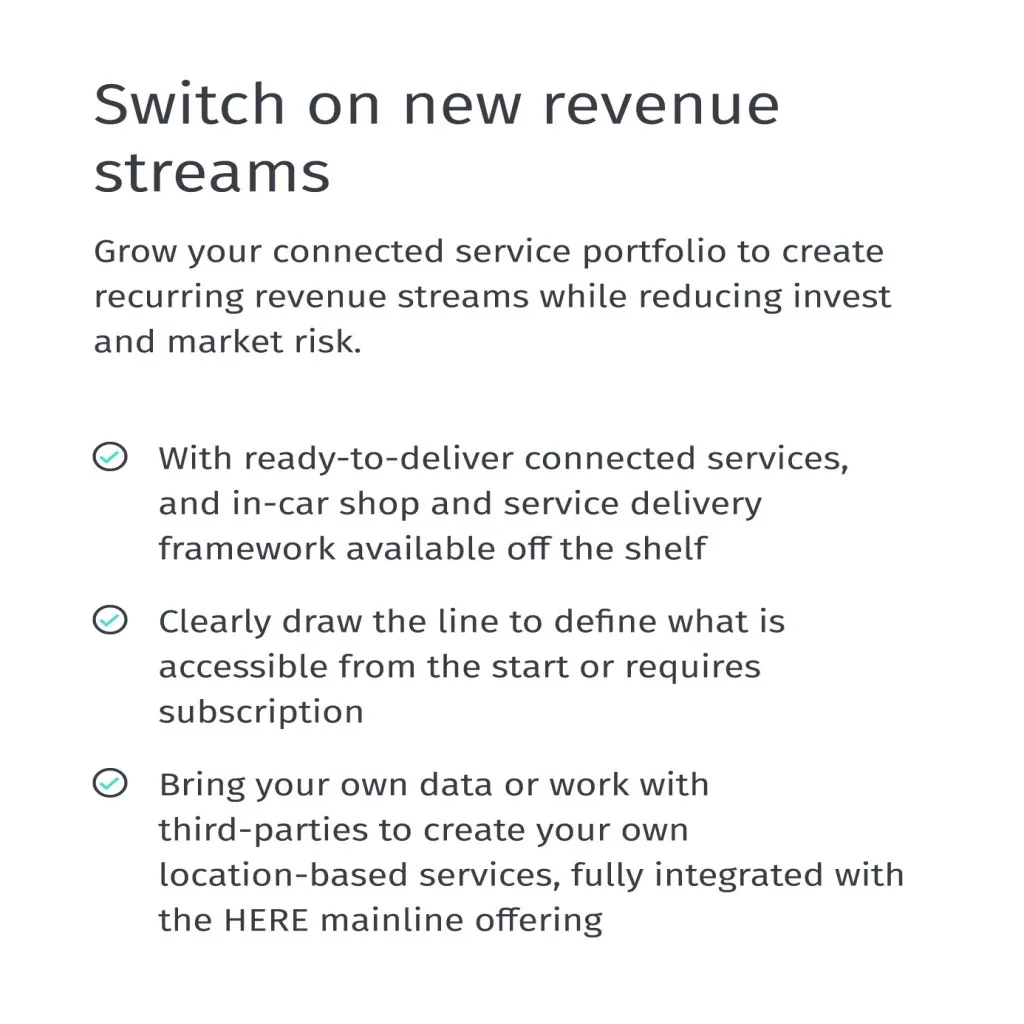 Switch on new revenue
streams
Grow your connected service portfolio to create
recurring revenue streams while reducing invest
and market risk.
With ready-to-deliver connected services,
and in-car shop and service delivery
framework available off the shelf
Clearly draw the line to define what is
accessible from the start or requires
subscription
Bring your own data or work with
third-parties to create your own
location-based services, fully integrated with
the HERE mainline offering